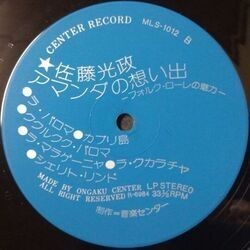 CENTER RECORD
MLS-1012 B
★佐藤光政
アマンダの想い出
–フォルク・ローレの魅力–
●ラ・パロマ●カプリ島
●ククルクク・パロマ
●ラ・マラゲーニャ●ラ・クカラチャ
●シェリト・リンド
MADE BY ONGAKU CENTER LP STEREO
ALL RIGHT RESERVED R-6984 33⅓RPM
制作=音楽センター